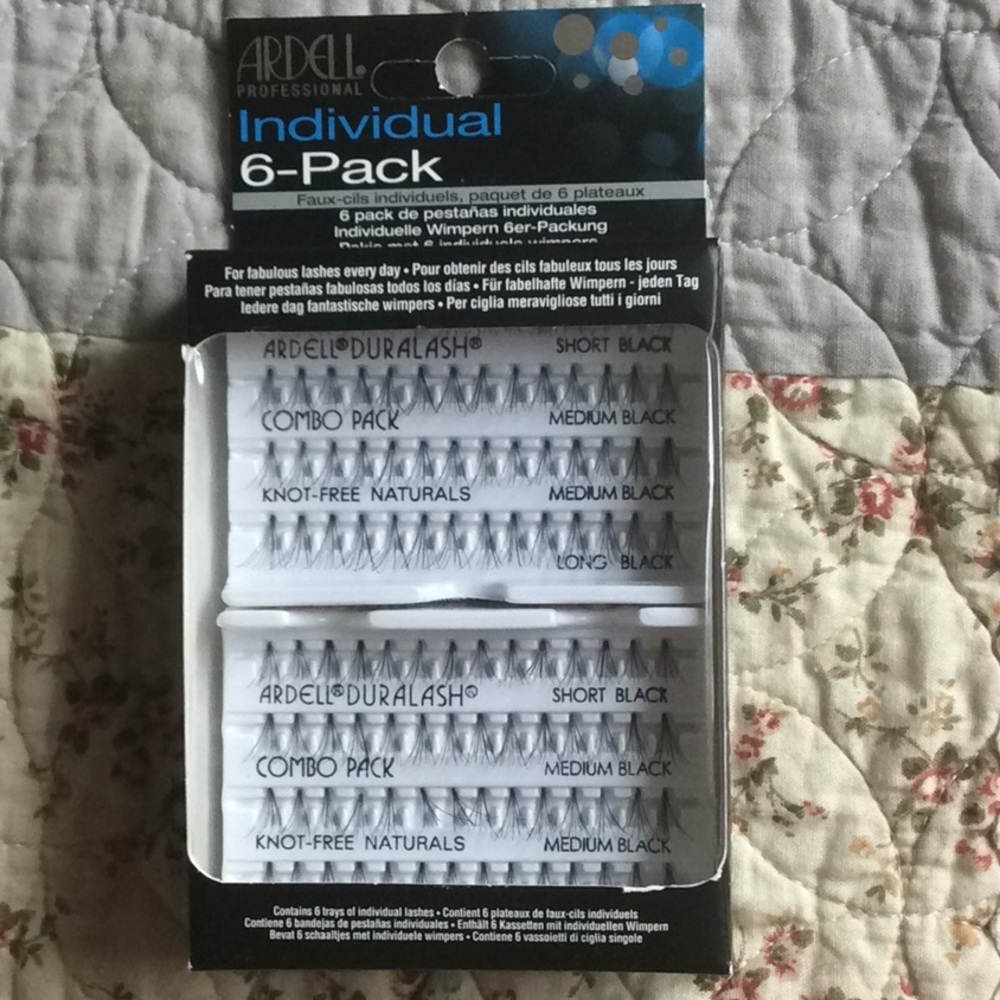 ARDELL®
PROFESSIONAL
Individual
6-Pack
Faux-cils individuels, paquet de 6 plateaux
6 pack de pestañas individuales
Individuelle Wimpern 6er-Packung
Pakje met 6 individuele wimpers
For fabulous lashes every day • Pour obtenir des cils fabuleux tous les jours
Para tener pestañas fabulosas todos los días • Für fabelhafte Wimpern - jeden Tag
Iedere dag fantastische wimpers • Per ciglia meravigliose tutti i giorni
ARDELL® DURALASH® SHORT BLACK
COMBO PACK MEDIUM BLACK
KNOT-FREE NATURALS MEDIUM BLACK
LONG BLACK
ARDELL® DURALASH® SHORT BLACK
COMBO PACK MEDIUM BLACK
KNOT-FREE NATURALS MEDIUM BLACK
Contains 6 trays of individual lashes • Contient 6 plateaux de faux-cils individuels
Contiene 6 bandejas de pestañas individuales • Enthält 6 Kassetten mit individuellen Wimpern
Bevat 6 schaaltjes met individuele wimpers • Contiene 6 vassoietti di ciglia singole